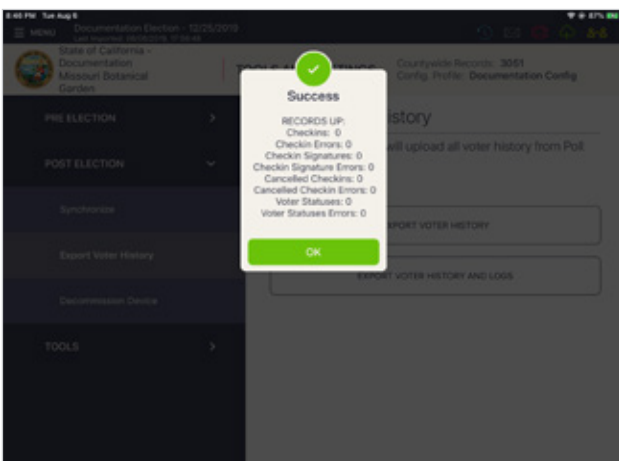 8:46 PM Tue Aug 6
87%
MENU
Documentation Election - 12/25/2019
State of California -
Documentation
Missouri Botanical
Garden
Countywide Records: 3051
Config. Profile: Documentation Config
Success
RECORDS UP:
Checkins: 0
Checkin Errors: 0
Checkin Signatures: 0
Checkin Signature Errors: 0
Cancelled Checkins: 0
Cancelled Checkin Errors: 0
Voter Statuses: 0
Voter Statuses Errors: 0
OK
PRE ELECTION
POST ELECTION
Synchronize
Export Voter History
Decommission Device
TOOLS
will upload all voter history from Poll
EXPORT VOTER HISTORY
EXPORT VOTER HISTORY AND LOGS